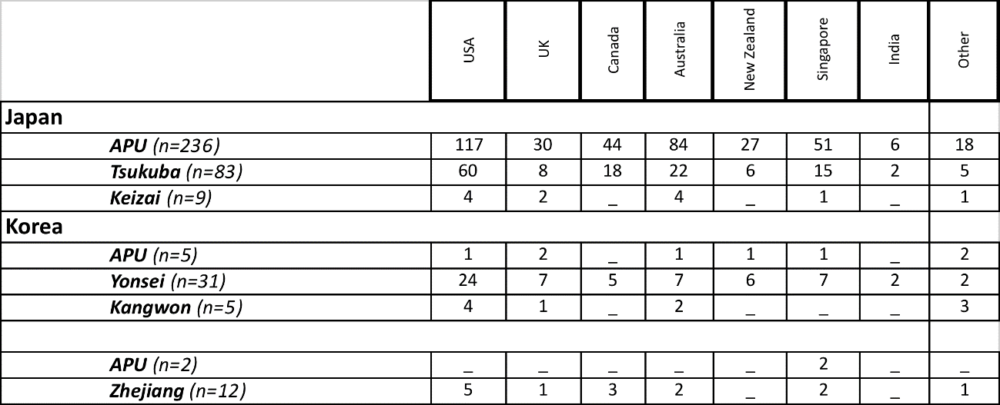 USA UK Canada Australia New Zealand Singapore India Other
Japan
APU (n=236) 117 30 44 84 27 51 6 18
Tsukuba (n=83) 60 8 18 22 6 15 2 5
Keizai (n=9) 4 2 _ 4 _ 1 _ 1
Korea
APU (n=5) 1 2 _ 1 1 1 _ 2
Yonsei (n=31) 24 7 5 7 6 7 2 2
Kangwon (n=5) 4 1 _ 2 _ _ _ 3
APU (n=2) _ _ _ _ _ 2 _ _
Zhejiang (n=12) 5 1 3 2 _ 2 _ 1